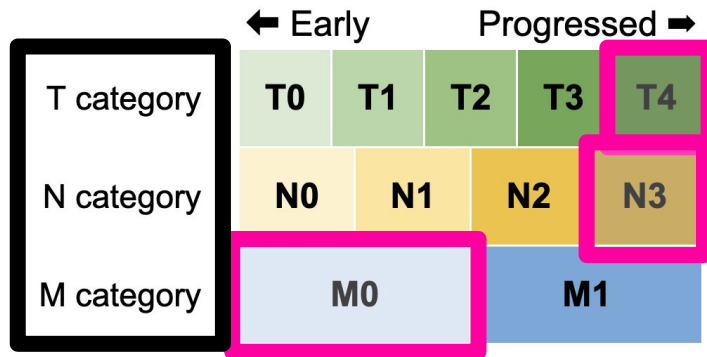 ⬅ Early Progressed ➡
T category T0 T1 T2 T3 T4
N category N0 N1 N2 N3
M category M0 M1